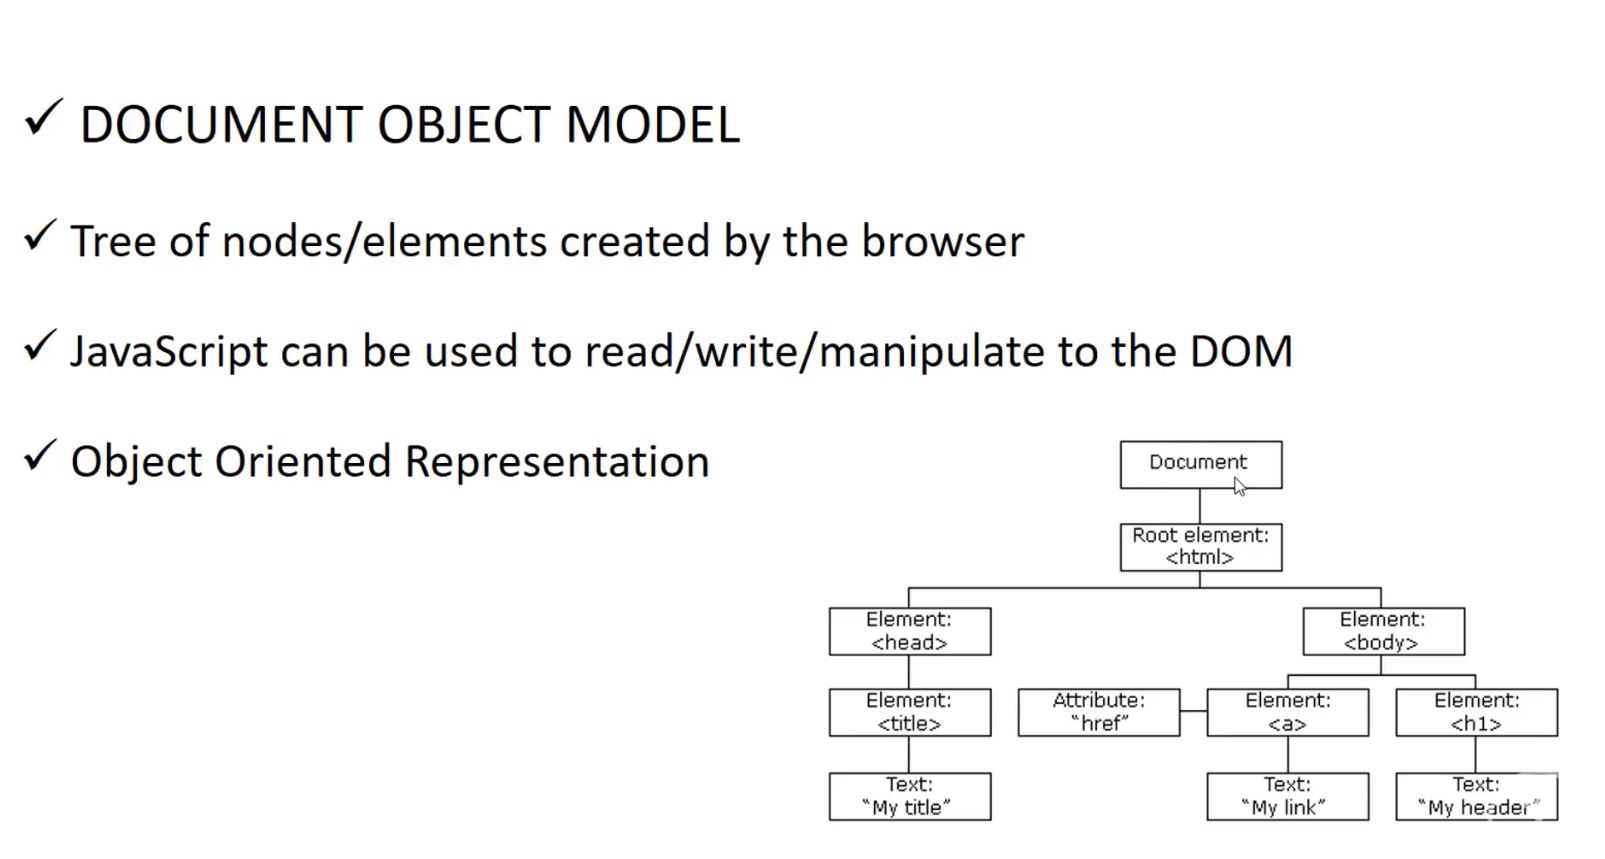 DOCUMENT OBJECT MODEL
Tree of nodes/elements created by the browser
JavaScript can be used to read/write/manipulate to the DOM
Object Oriented Representation
Document
Root element:
<html>
Element:
<head>
Element:
<body>
Element:
<title>
Attribute:
“href”
Element:
<a>
Element:
<h1>
Text:
“My title”
Text:
“My link”
Text:
“My header”